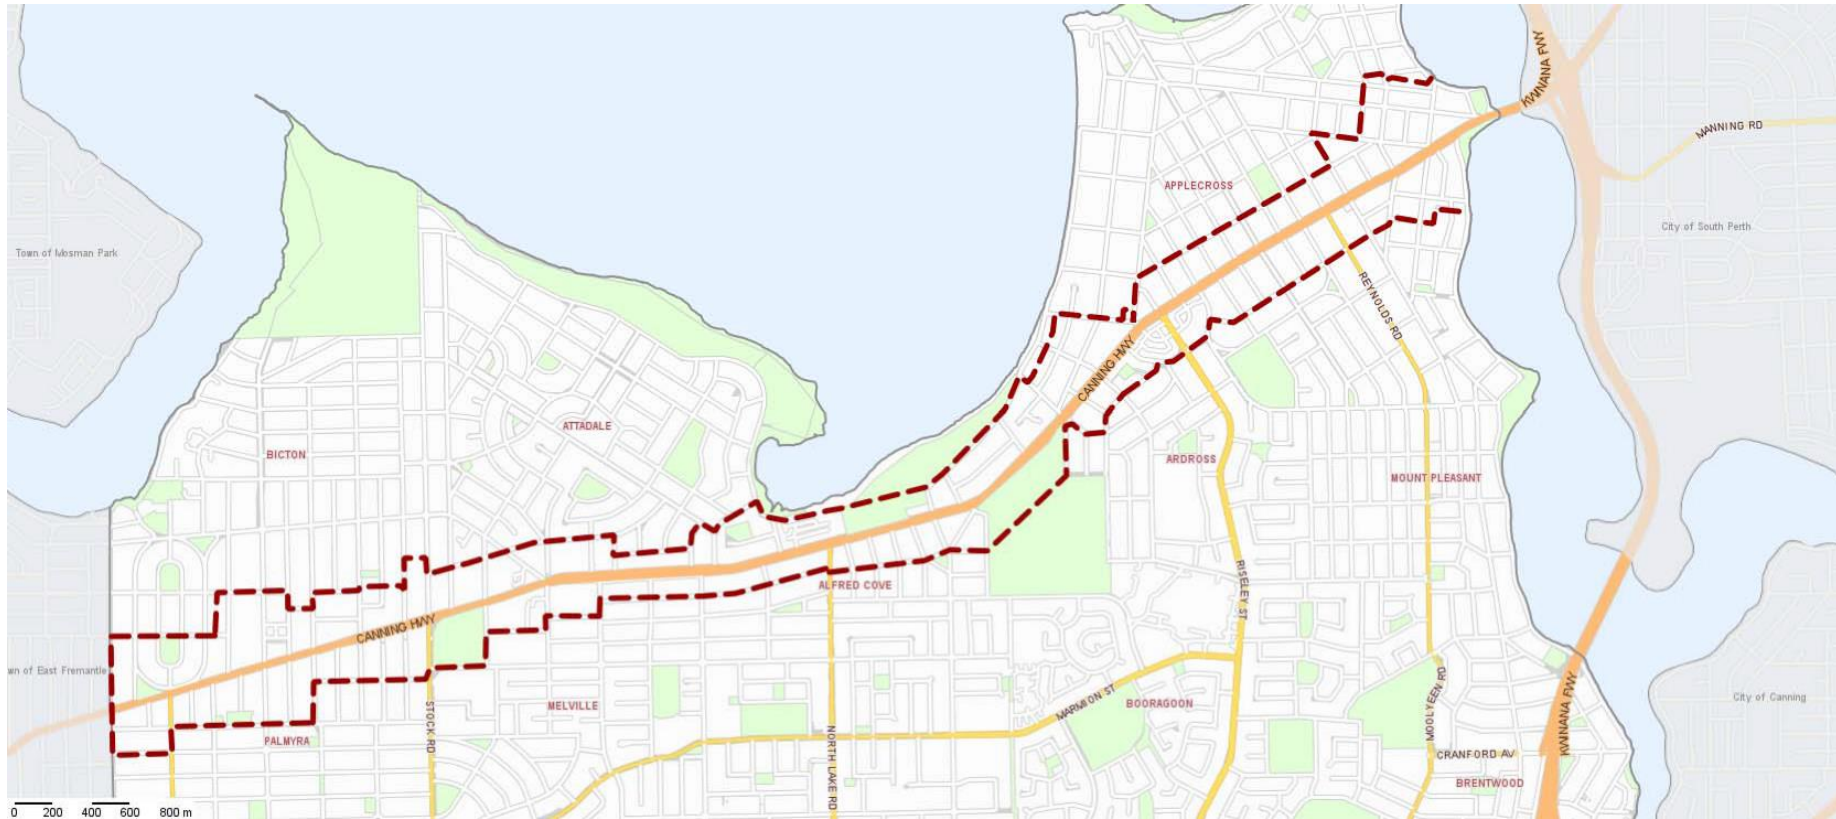 KWINANA FWY
MANNING RD
APPLECROSS
City of South Perth
Town of Mosman Park
REYNOLDS RD
CANNING HWY
ATTADALE
BICTON
ARDROSS
MOUNT PLEASANT
RISELEY ST
ALFRED COVE
CANNING HWY
wn of East Fremantle
MELVILLE
STOCK RD
PALMYRA
NORTH LAKE RD
MARMION ST
BOORAGOON
MOOLYEEN RD
KWINANA FWY
City of Canning
CRANFORD AV
BRENTWOOD
0 200 400 600 800 m